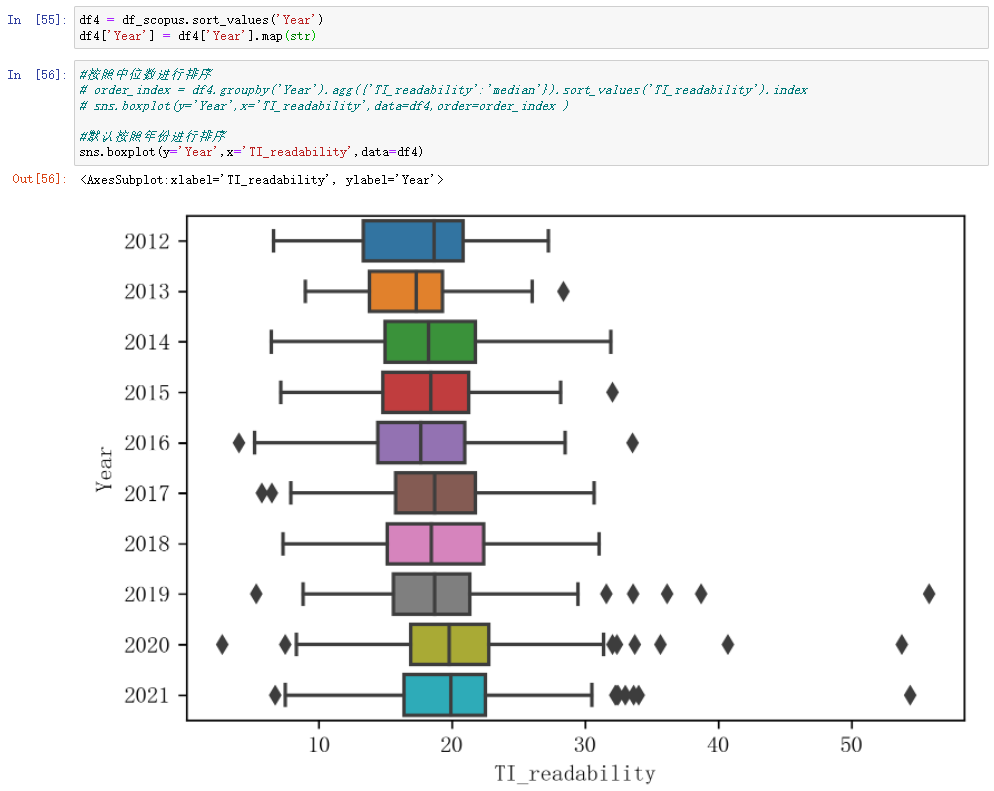 In [55]: df4 = df_scopus.sort_values('Year')
df4['Year'] = df4['Year'].map(str)
In [56]: #按照中位数进行排序
# order_index = df4.groupby('Year').agg({'TI_readability':'median'}).sort_values('TI_readability').index
# sns.boxplot(y='Year',x='TI_readability',data=df4,order=order_index )
#默认按照年份进行排序
sns.boxplot(y='Year',x='TI_readability',data=df4)
Out[56]: <AxesSubplot:xlabel='TI_readability', ylabel='Year'>
2012
2013
2014
2015
2016
2017
2018
2019
2020
2021
Year
10 20 30 40 50
TI_readability